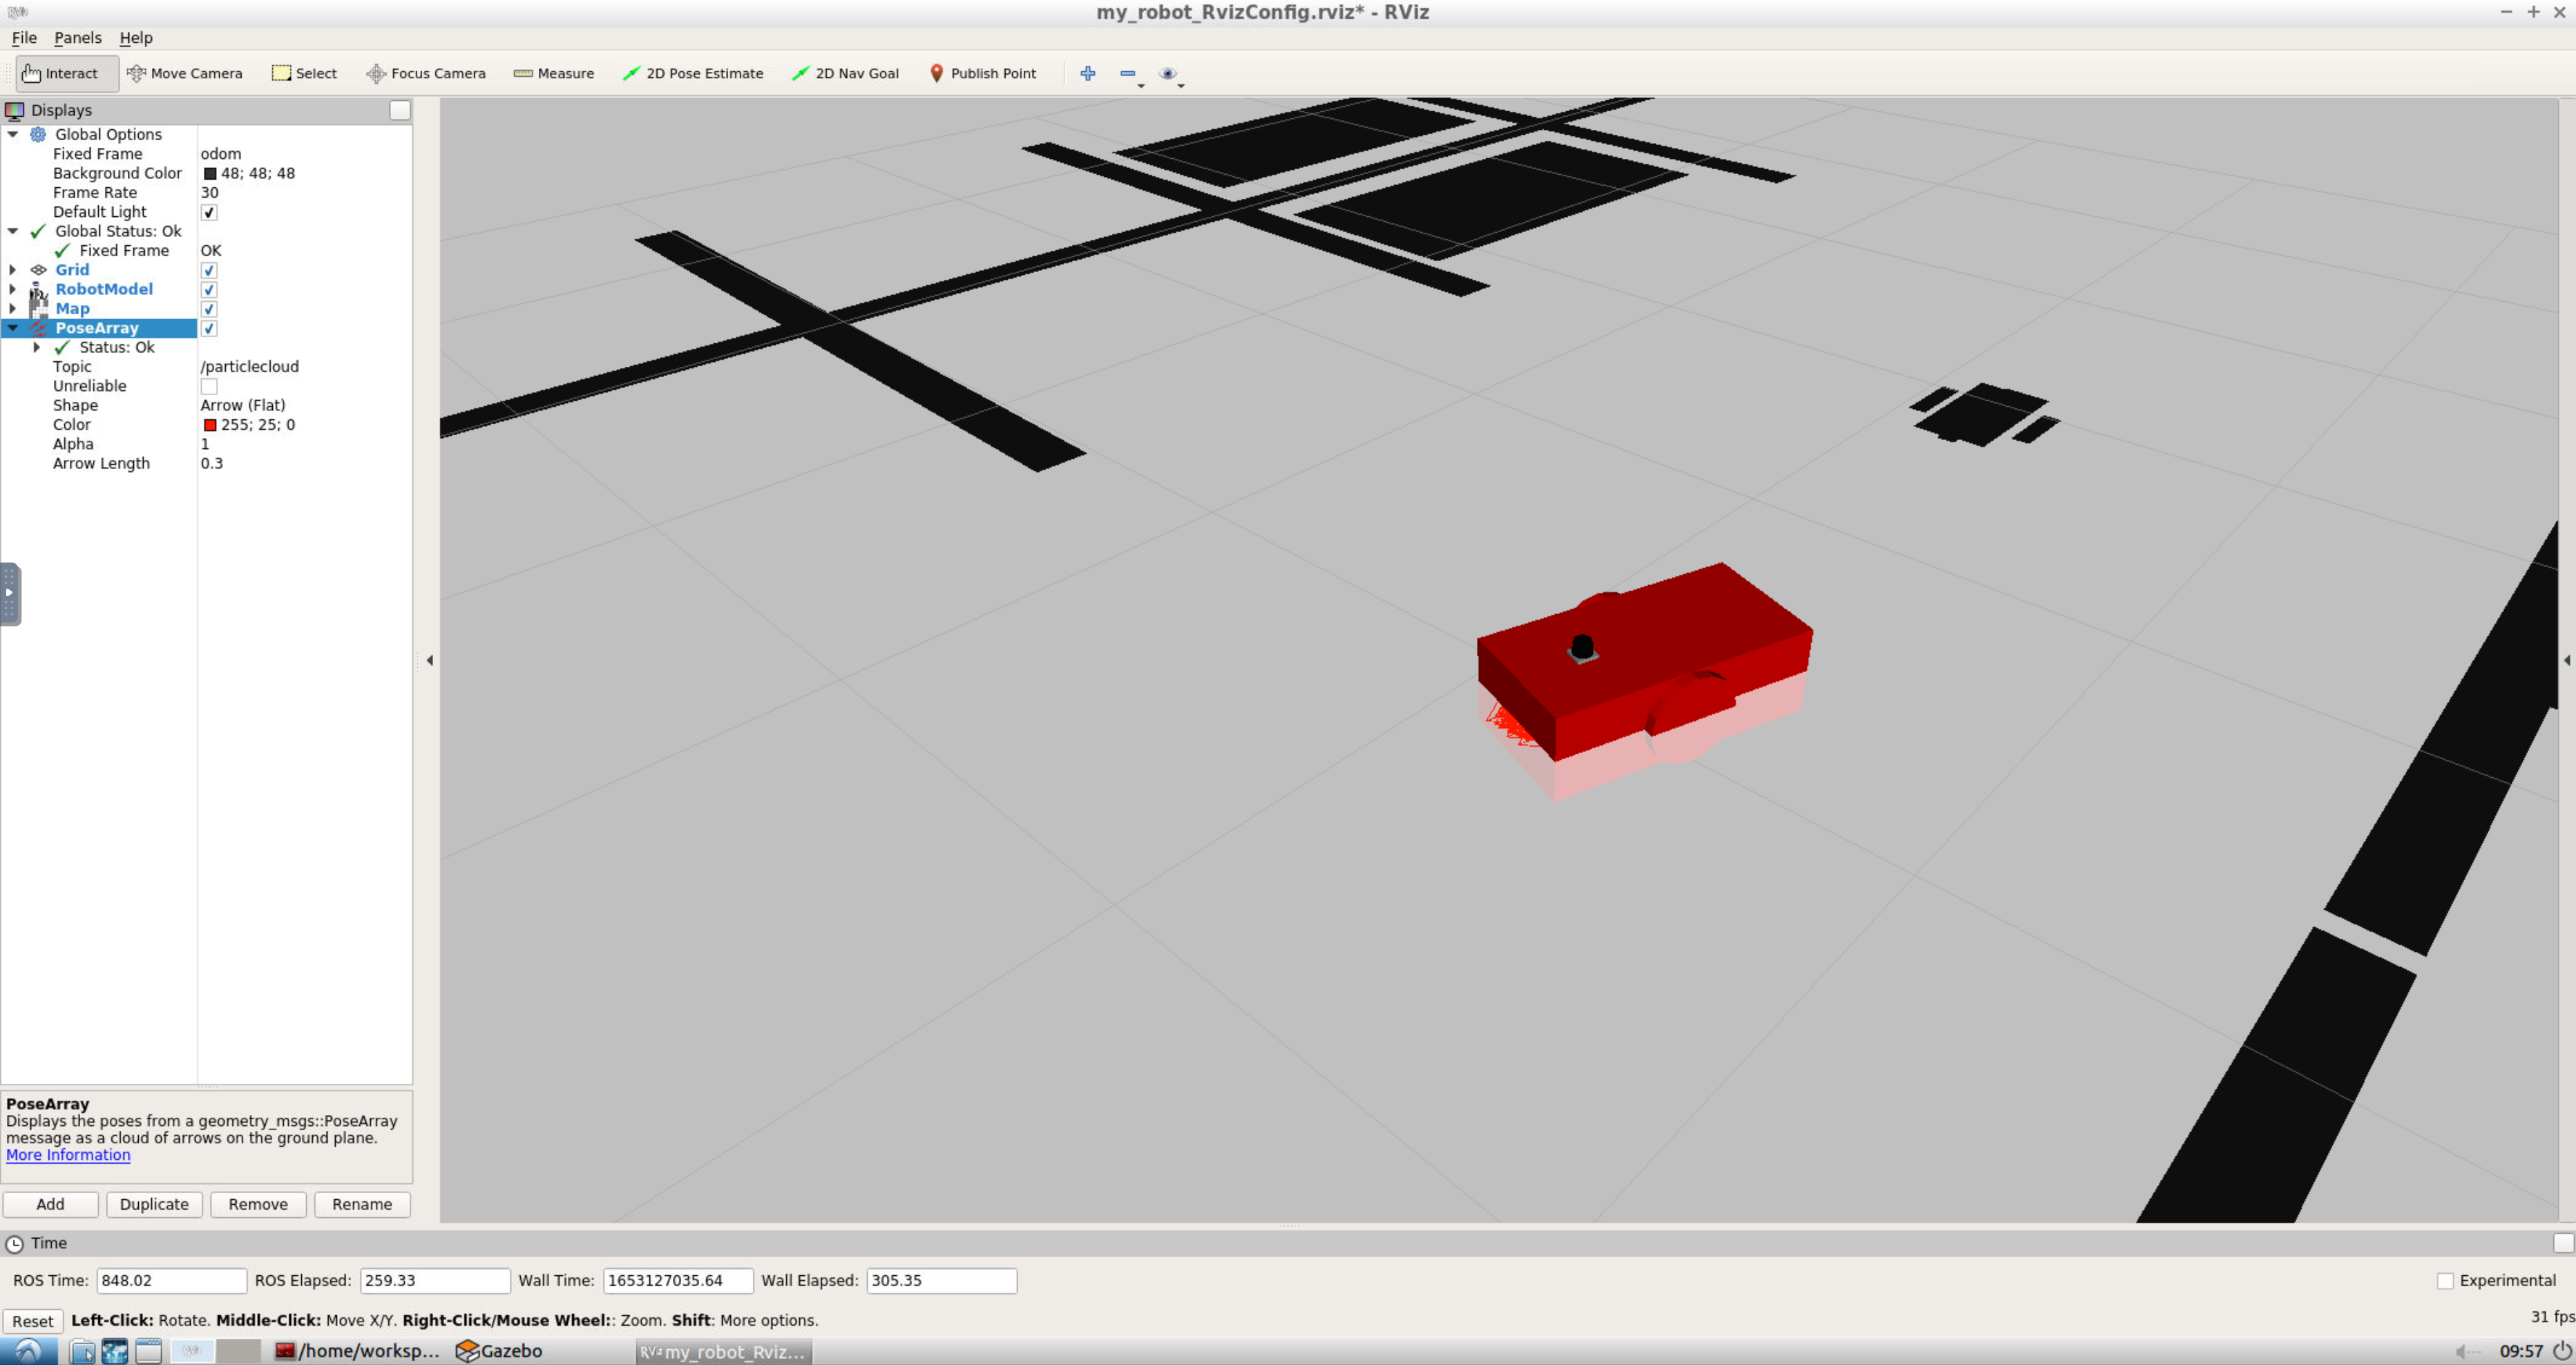 my_robot_RvizConfig.rviz* - RViz
File Panels Help
Interact Move Camera Select Focus Camera Measure 2D Pose Estimate 2D Nav Goal Publish Point
Displays
Global Options
Fixed Frame odom
Background Color 48; 48; 48
Frame Rate 30
Default Light
Global Status: Ok
Fixed Frame OK
Grid
RobotModel
Map
PoseArray
Status: Ok
Topic /particlecloud
Unreliable
Shape Arrow (Flat)
Color 255; 25; 0
Alpha 1
Arrow Length 0.3
PoseArray
Displays the poses from a geometry_msgs::PoseArray
message as a cloud of arrows on the ground plane.
More Information
Add Duplicate Remove Rename
Time
ROS Time: 848.02 ROS Elapsed: 259.33 Wall Time: 1653127035.64 Wall Elapsed: 305.35 Experimental
Reset Left-Click: Rotate. Middle-Click: Move X/Y. Right-Click/Mouse Wheel:: Zoom. Shift: More options. 31 fps
/home/worksp... Gazebo my_robot_Rviz... 09:57